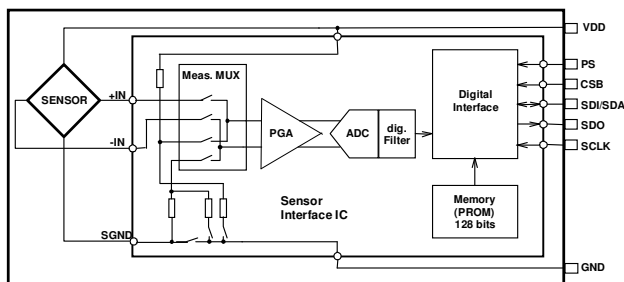 VDD
PS
CSB
SDI/SDA
SDO
SCLK
GND
SENSOR
+IN
-IN
SGND
Meas. MUX
PGA
ADC
dig.
Filter
Digital
Interface
Memory
(PROM)
128 bits
Sensor
Interface IC